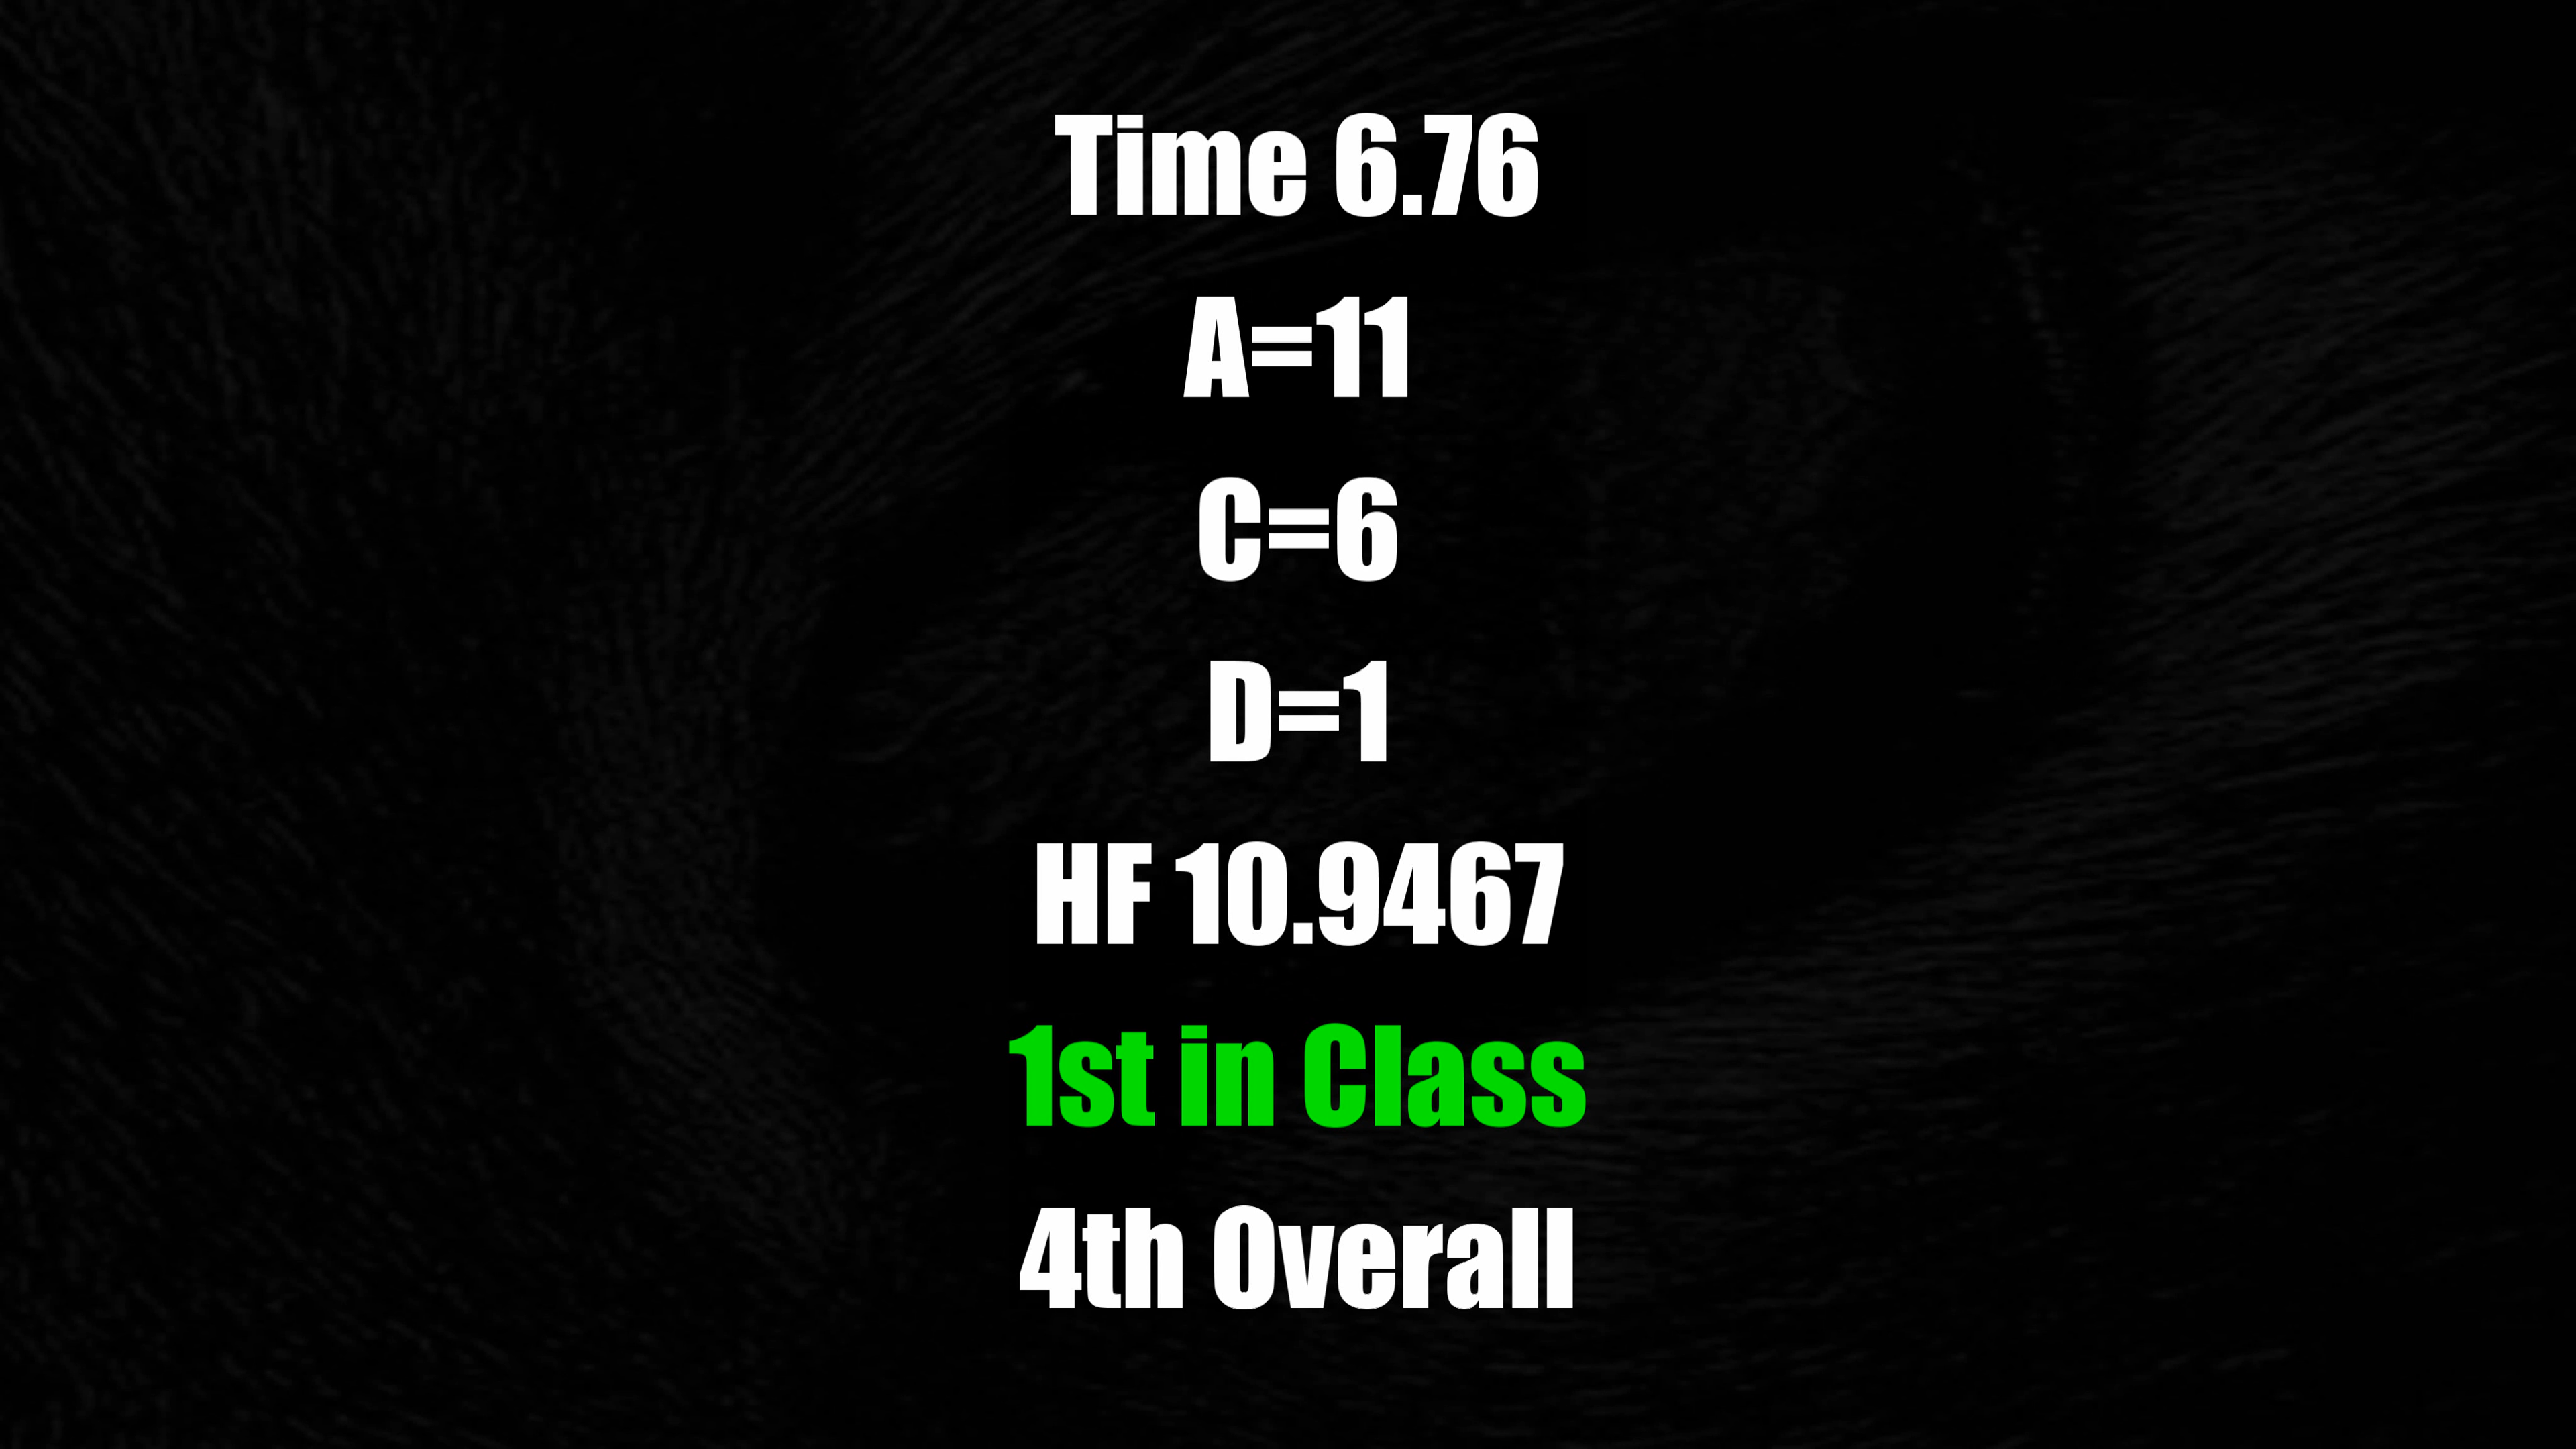 Time 6.76
A=11
C=6
D=1
HF 10.9467
1st in Class
4th Overall